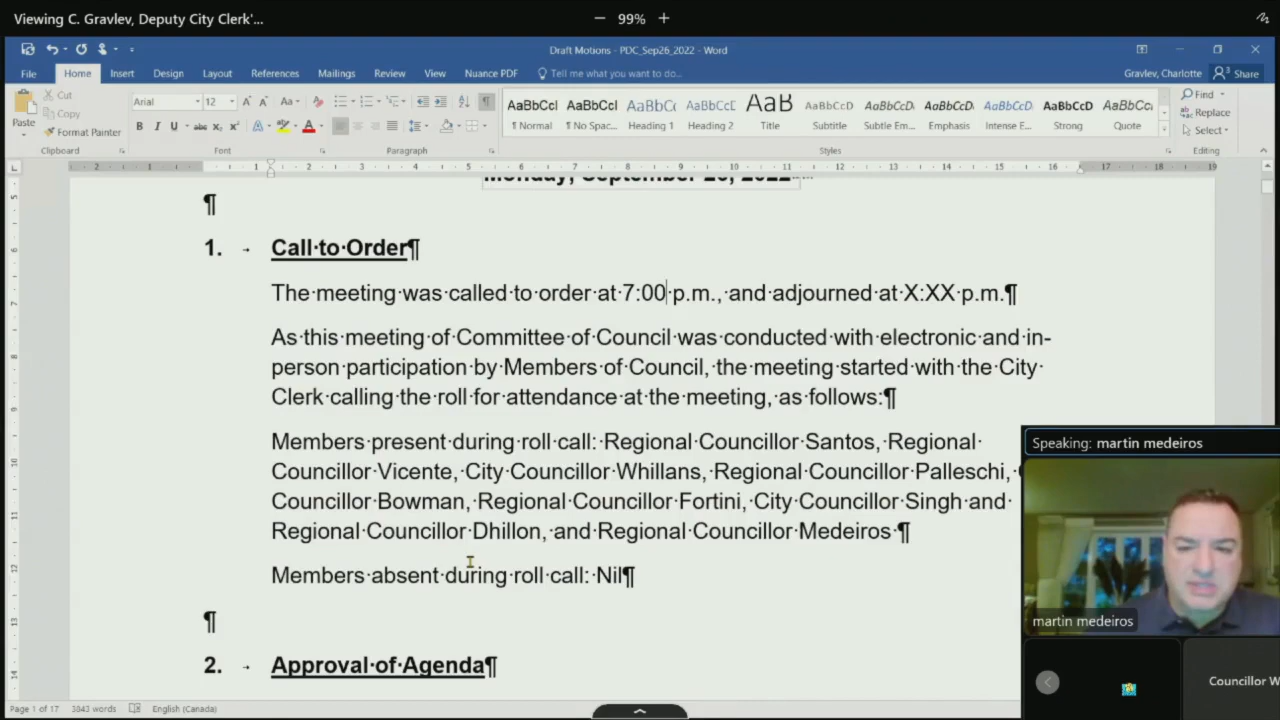 Viewing C. Gravlev, Deputy City Clerk'...
99%
Draft Motions - PDC_Sep26_2022 - Word
File Home Insert Design Layout References Mailings Review View Nuance PDF Tell me what you want to do...
Gravlev, Charlotte Share
Paste Cut
Copy
Format Painter
Arial 12
AaBbCcI AaBbCcI AaBbC AaBbCcE AaB AaBbCcD AaBbCcD AaBbCcD AaBbCcD AaBbCcI AaBbCc
¶ Normal ¶ No Spac... Heading 1 Heading 2 Title Subtitle Subtle Em... Emphasis Intense E... Strong Quote
Find
Replace
Select
Clipboard Font Paragraph Styles Editing
Monday, September 26, 2022
1. Call to Order¶
The meeting was called to order at 7:00 p.m., and adjourned at X:XX p.m.¶
As this meeting of Committee of Council was conducted with electronic and in-
person participation by Members of Council, the meeting started with the City
Clerk calling the roll for attendance at the meeting, as follows:¶
Members present during roll call: Regional Councillor Santos, Regional
Councillor Vicente, City Councillor Whillans, Regional Councillor Palleschi,
Councillor Bowman, Regional Councillor Fortini, City Councillor Singh and
Regional Councillor Dhillon, and Regional Councillor Medeiros ¶
Members absent during roll call: Nil¶
2. Approval of Agenda¶
Speaking: martin medeiros
martin medeiros
Councillor W
Page 1 of 17 3843 words English (Canada)